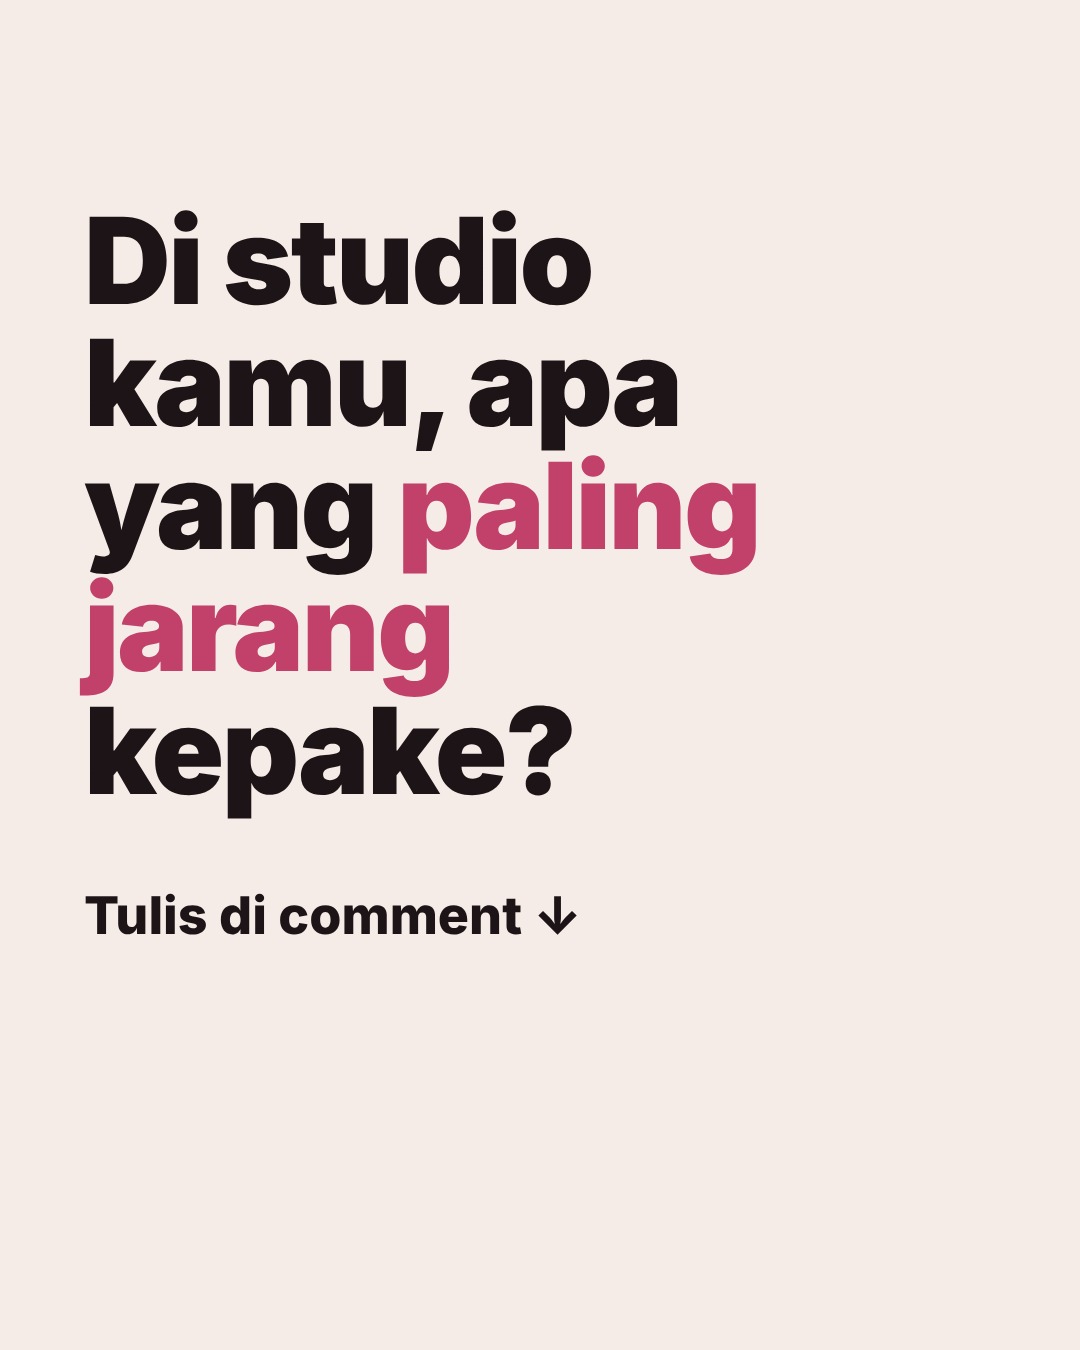 Di studio
kamu, apa
yang paling
jarang
kepake?
Tulis di comment ↓